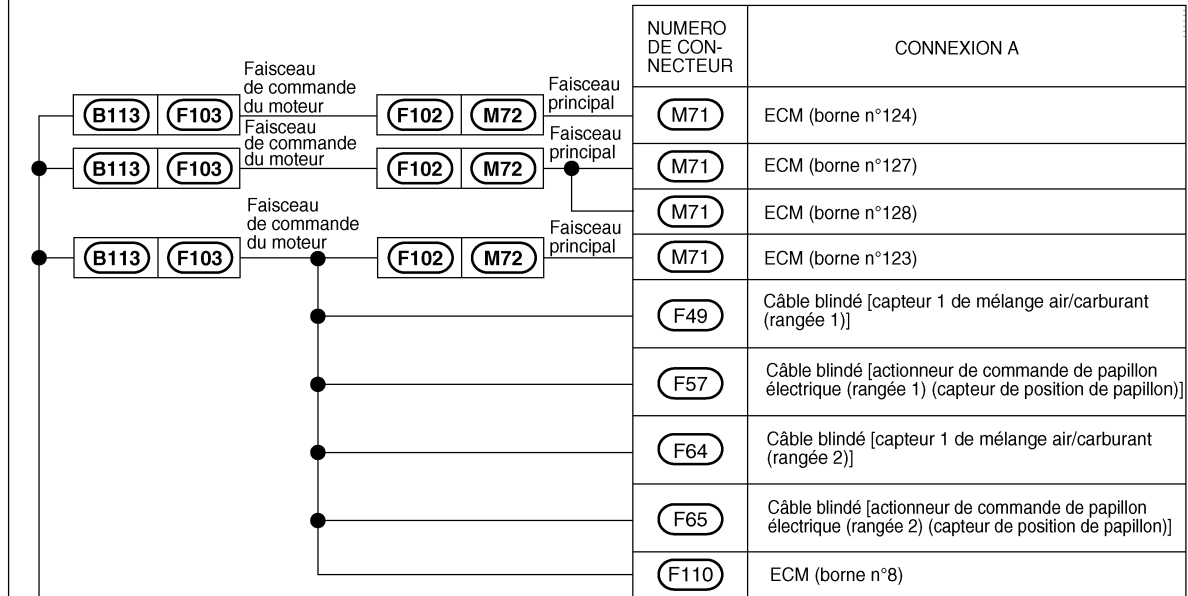 NUMERO
DE CON-
NECTEUR
CONNEXION A
Faisceau
de commande
du moteur
Faisceau
principal
B113 F103 F102 M72 M71 ECM (borne n°124)
Faisceau
de commande
du moteur
Faisceau
principal
B113 F103 F102 M72 M71 ECM (borne n°127)
M71 ECM (borne n°128)
Faisceau
de commande
du moteur
Faisceau
principal
B113 F103 F102 M72 M71 ECM (borne n°123)
F49 Câble blindé [capteur 1 de mélange air/carburant
(rangée 1)]
F57 Câble blindé [actionneur de commande de papillon
électrique (rangée 1) (capteur de position de papillon)]
F64 Câble blindé [capteur 1 de mélange air/carburant
(rangée 2)]
F65 Câble blindé [actionneur de commande de papillon
électrique (rangée 2) (capteur de position de papillon)]
F110 ECM (borne n°8)